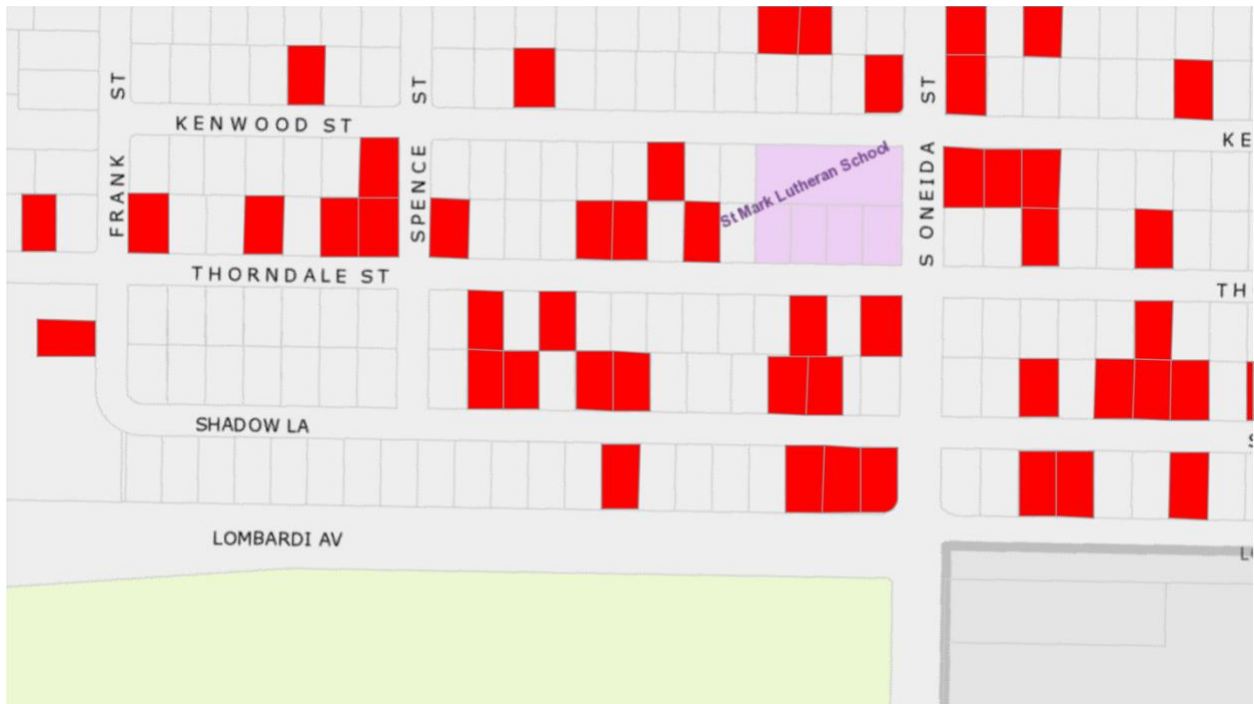 ST
ST
ST
KENWOOD ST
KE
St Mark Lutheran School
FRANK
SPENCE
S ONEIDA
THORNDALE ST
TH
SHADOW LA
S
LOMBARDI AV
LO